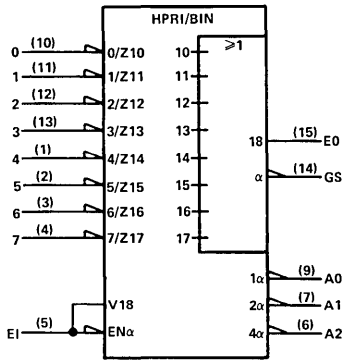 HPRI/BIN
≥1
0 (10) 0/Z10 10
1 (11) 1/Z11 11
2 (12) 2/Z12 12
3 (13) 3/Z13 13
18 (15) E0
4 (1) 4/Z14 14
α (14) GS
5 (2) 5/Z15 15
6 (3) 6/Z16 16
7 (4) 7/Z17 17
1α (9) A0
V18
2α (7) A1
EI (5) ENα
4α (6) A2